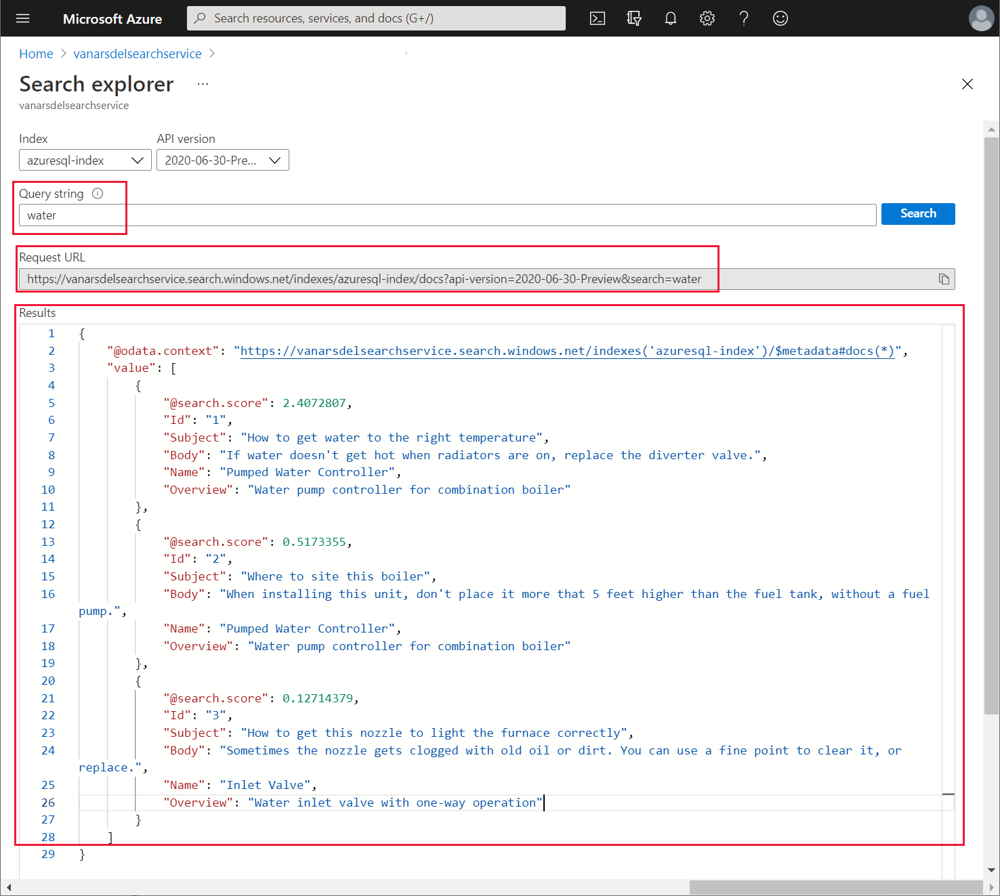 Microsoft Azure
Search resources, services, and docs (G+/)
Home > vanarsdelsearchservice >
Search explorer ...
vanarsdelsearchservice
Index API version
azuresql-index 2020-06-30-Pre...
Query string
water
Search
Request URL
https://vanarsdelsearchservice.search.windows.net/indexes/azuresql-index/docs?api-version=2020-06-30-Preview&search=water
Results
1 {
2 "@odata.context": "https://vanarsdelsearchservice.search.windows.net/indexes('azuresql-index')/$metadata#docs(*)",
3 "value": [
4 {
5 "@search.score": 2.4072807,
6 "Id": "1",
7 "Subject": "How to get water to the right temperature",
8 "Body": "If water doesn't get hot when radiators are on, replace the diverter valve.",
9 "Name": "Pumped Water Controller",
10 "Overview": "Water pump controller for combination boiler"
11 },
12 {
13 "@search.score": 0.5173355,
14 "Id": "2",
15 "Subject": "Where to site this boiler",
16 "Body": "When installing this unit, don't place it more that 5 feet higher than the fuel tank, without a fuel
pump.",
17 "Name": "Pumped Water Controller",
18 "Overview": "Water pump controller for combination boiler"
19 },
20 {
21 "@search.score": 0.12714379,
22 "Id": "3",
23 "Subject": "How to get this nozzle to light the furnace correctly",
24 "Body": "Sometimes the nozzle gets clogged with old oil or dirt. You can use a fine point to clear it, or
replace.",
25 "Name": "Inlet Valve",
26 "Overview": "Water inlet valve with one-way operation"
27 }
28 ]
29 }